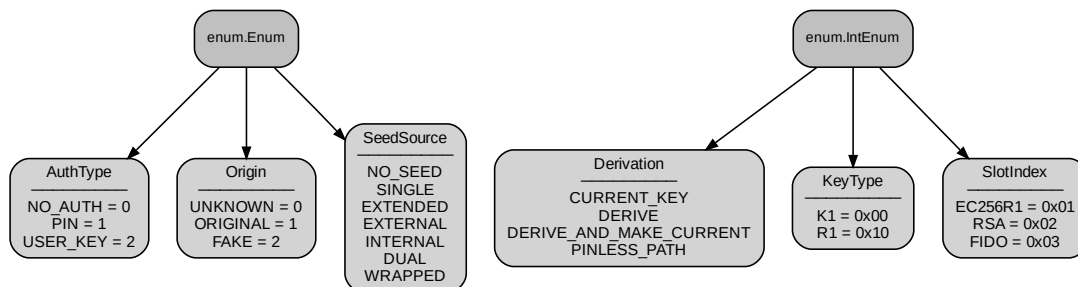 enum.Enum
enum.IntEnum
AuthType
NO_AUTH = 0
PIN = 1
USER_KEY = 2
Origin
UNKNOWN = 0
ORIGINAL = 1
FAKE = 2
SeedSource
NO_SEED
SINGLE
EXTENDED
EXTERNAL
INTERNAL
DUAL
WRAPPED
Derivation
CURRENT_KEY
DERIVE
DERIVE_AND_MAKE_CURRENT
PINLESS_PATH
KeyType
K1 = 0x00
R1 = 0x10
SlotIndex
EC256R1 = 0x01
RSA = 0x02
FIDO = 0x03